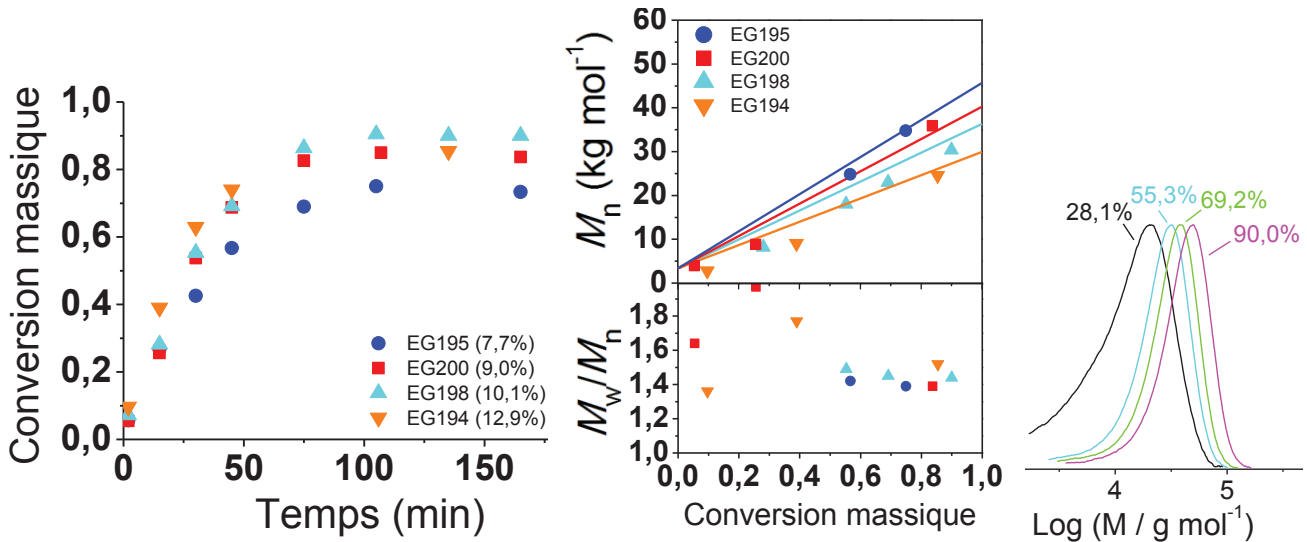 Conversion massique
1,0
0,8
0,6
0,4
0,2
0,0
0
50
100
150
Temps (min)
EG195 (7,7%)
EG200 (9,0%)
EG198 (10,1%)
EG194 (12,9%)
Mn (kg mol⁻¹)
60
50
40
30
20
10
0
EG195
EG200
EG198
EG194
Mw/Mn
1,8
1,6
1,4
1,2
1,0
0,0
0,2
0,4
0,6
0,8
1,0
Conversion massique
55,3%
28,1%
69,2%
90,0%
4
5
Log (M / g mol⁻¹)